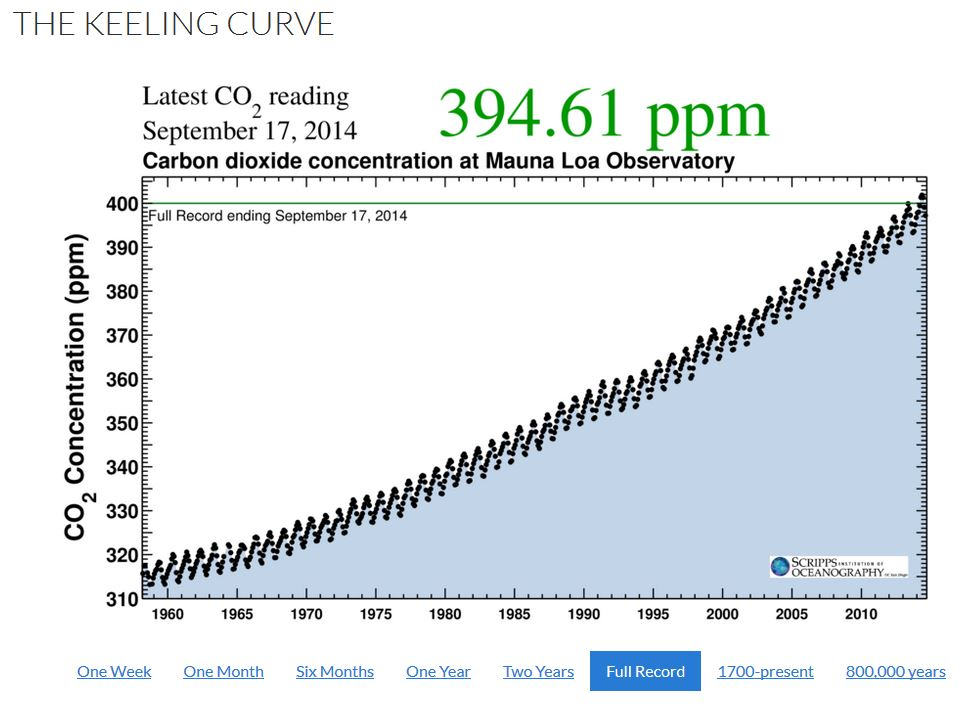 THE KEELING CURVE
Latest CO2 reading
September 17, 2014
394.61 ppm
Carbon dioxide concentration at Mauna Loa Observatory
Full Record ending September 17, 2014
CO2 Concentration (ppm)
400
390
380
370
360
350
340
330
320
310
1960 1965 1970 1975 1980 1985 1990 1995 2000 2005 2010
SCRIPPS INSTITUTION OF
OCEANOGRAPHY
One Week One Month Six Months One Year Two Years Full Record 1700-present 800,000 years